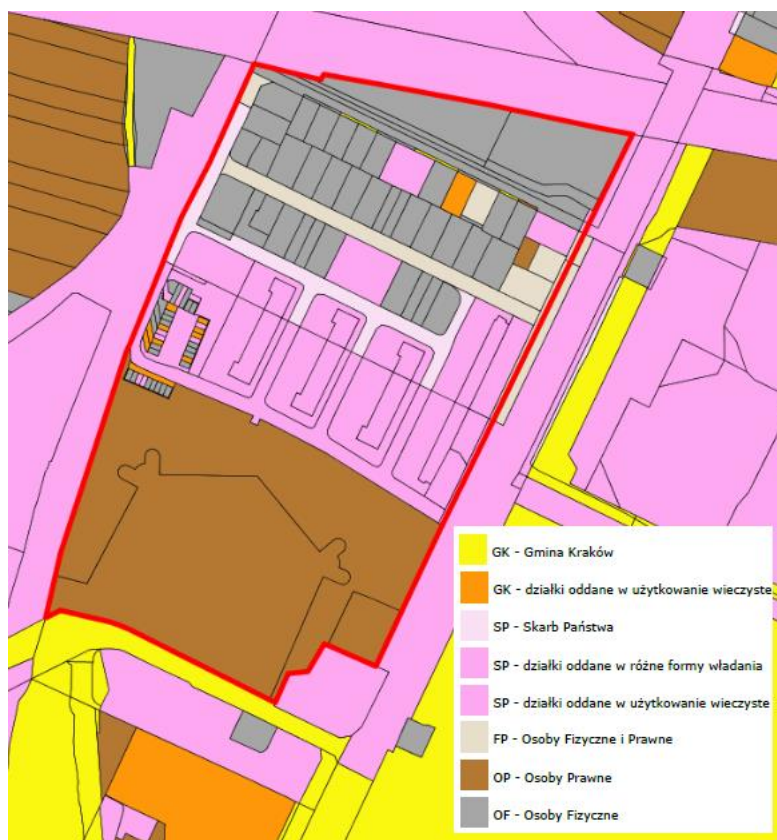 GK - Gmina Kraków
GK - działki oddane w użytkowanie wieczyste
SP - Skarb Państwa
SP - działki oddane w różne formy władania
SP - działki oddane w użytkowanie wieczyste
FP - Osoby Fizyczne i Prawne
OP - Osoby Prawne
OF - Osoby Fizyczne